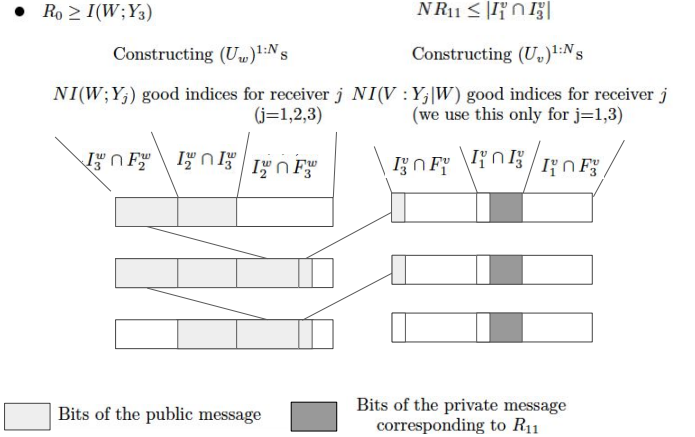 • R₀ ≥ I(W;Y₃)
NR₁₁ ≤ |I₁ᵛ ∩ I₃ᵛ|
Constructing (U_w)^{1:N}s
Constructing (U_v)^{1:N}s
NI(W;Y_j) good indices for receiver j
(j=1,2,3)
NI(V : Y_j|W) good indices for receiver j
(we use this only for j=1,3)
I₃ʷ ∩ F₂ʷ
I₂ʷ ∩ I₃ʷ
I₂ʷ ∩ F₃ʷ
I₃ᵛ ∩ F₁ᵛ
I₁ᵛ ∩ I₃ᵛ
I₁ᵛ ∩ F₃ᵛ
Bits of the public message
Bits of the private message
corresponding to R₁₁